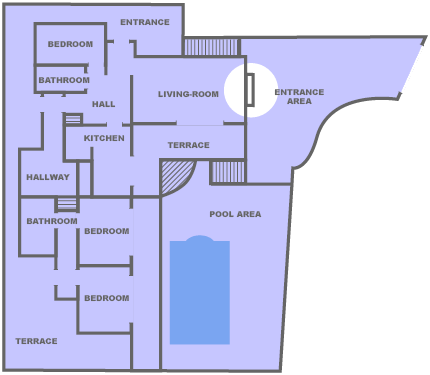 ENTRANCE
BEDROOM
BATHROOM
HALL
LIVING-ROOM
ENTRANCE
AREA
KITCHEN
TERRACE
HALLWAY
BATHROOM
BEDROOM
POOL AREA
BEDROOM
TERRACE